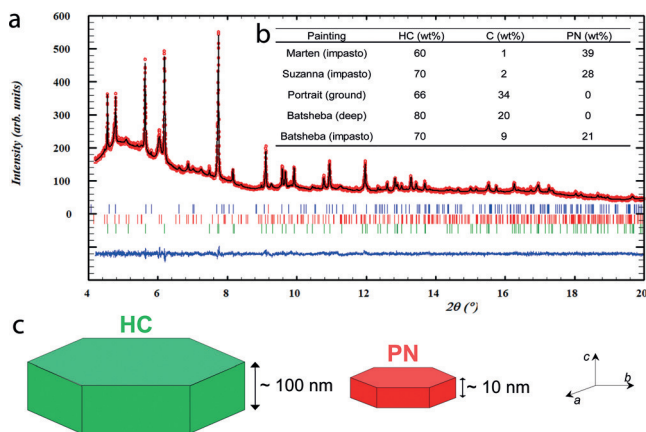 a
Intensity (arb. units)
600
500
400
300
200
100
0
4 6 8 10 12 14 16 18 20
2θ (°)
b
Painting HC (wt%) C (wt%) PN (wt%)
Marten (impasto) 60 1 39
Suzanna (impasto) 70 2 28
Portrait (ground) 66 34 0
Batsheba (deep) 80 20 0
Batsheba (impasto) 70 9 21
c
HC
~ 100 nm
PN
~ 10 nm
c
b
a